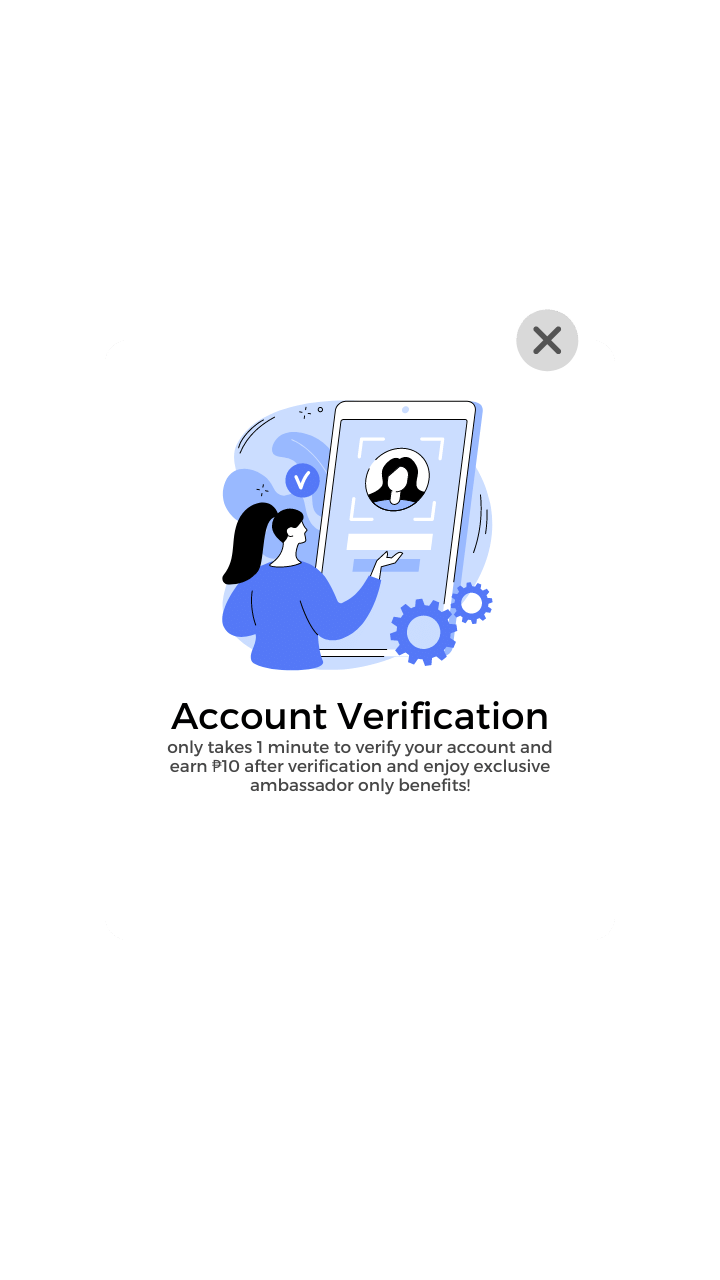 Account Verification
only takes 1 minute to verify your account and
earn ₱10 after verification and enjoy exclusive
ambassador only benefits!